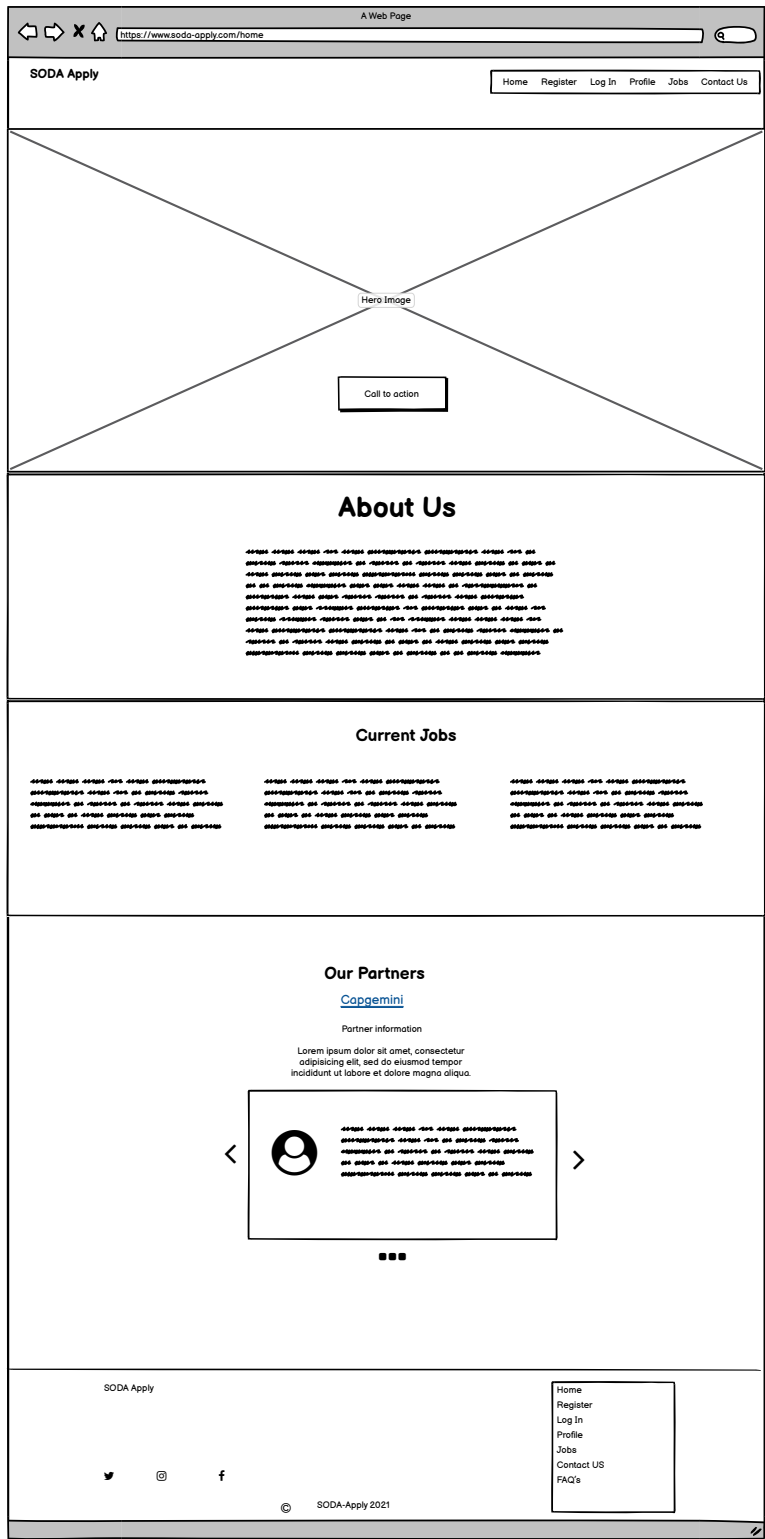 A Web Page
https://www.soda-apply.com/home
SODA Apply
Home Register Log In Profile Jobs Contact Us
Hero Image
Call to action
About Us
Current Jobs
Our Partners
Capgemini
Partner information
Lorem ipsum dolor sit amet, consectetur
adipisicing elit, sed do eiusmod tempor
incididunt ut labore et dolore magna aliqua.
SODA Apply
Home
Register
Log In
Profile
Jobs
Contact US
FAQ's
© SODA-Apply 2021